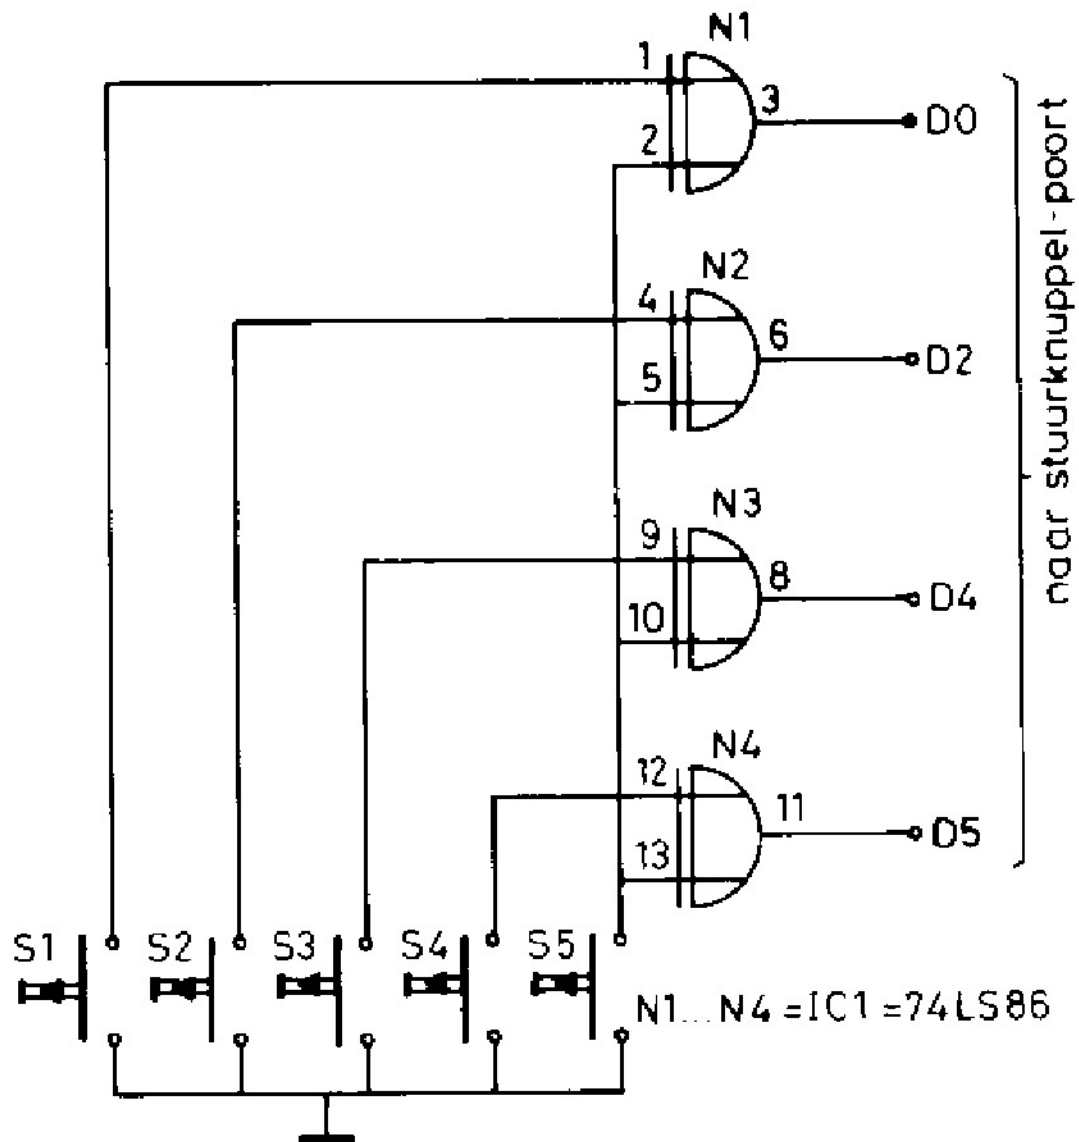 N1
1
3
D0
2
N2
4
6
D2
5
N3
9
8
D4
10
N4
12
11
D5
13
naar stuurknuppel-poort
S1
S2
S3
S4
S5
N1...N4 = IC1 = 74LS86